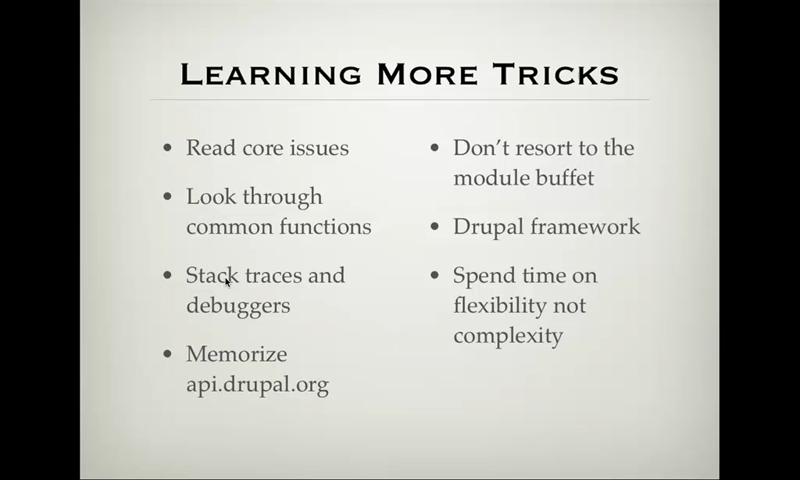 Learning More Tricks
• Read core issues
• Look through
common functions
• Stack traces and
debuggers
• Memorize
api.drupal.org
• Don’t resort to the
module buffet
• Drupal framework
• Spend time on
flexibility not
complexity